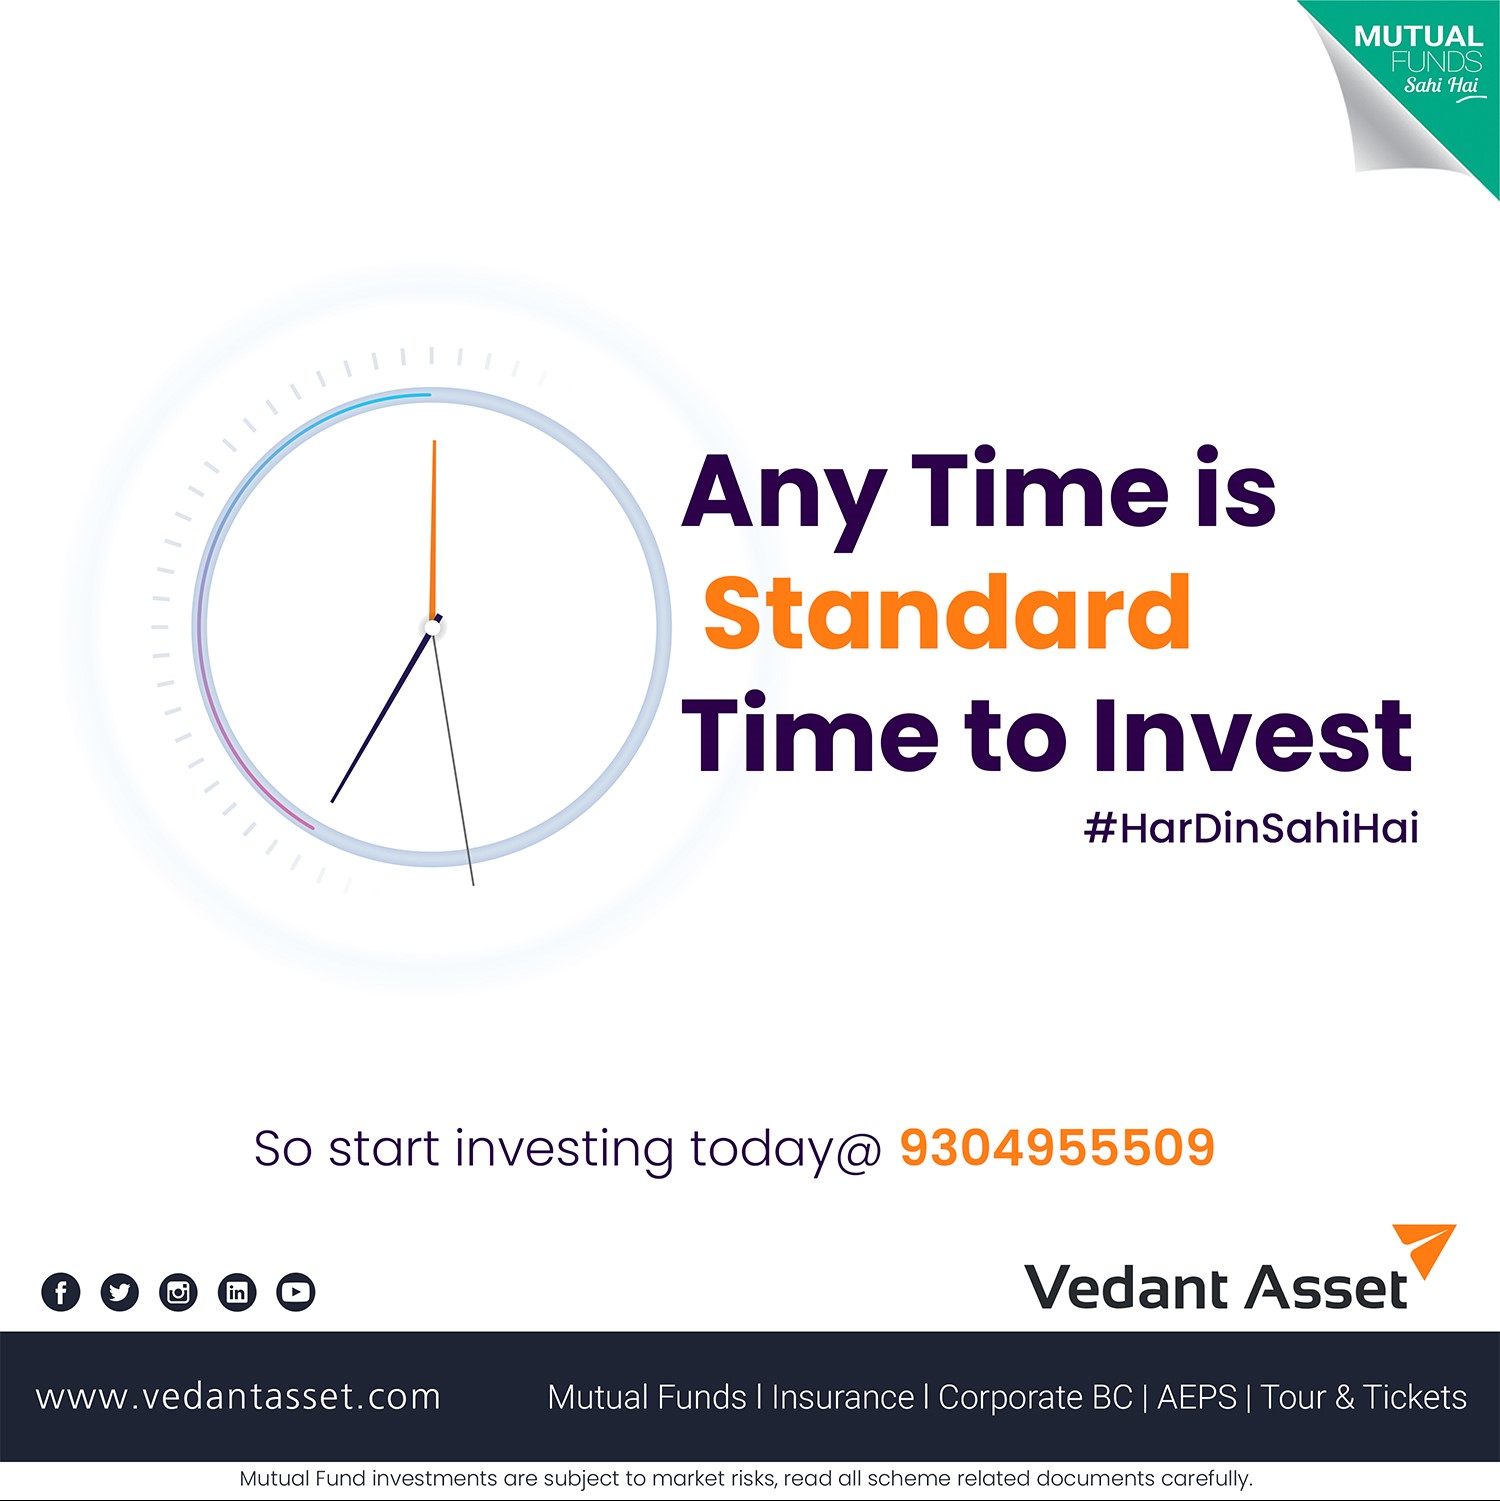 MUTUAL
FUNDS
Sahi Hai
Any Time is
Standard
Time to Invest
#HarDinSahiHai
So start investing today@ 9304955509
Vedant Asset
www.vedantasset.com
Mutual Funds | Insurance | Corporate BC | AEPS | Tour & Tickets
Mutual Fund investments are subject to market risks, read all scheme related documents carefully.